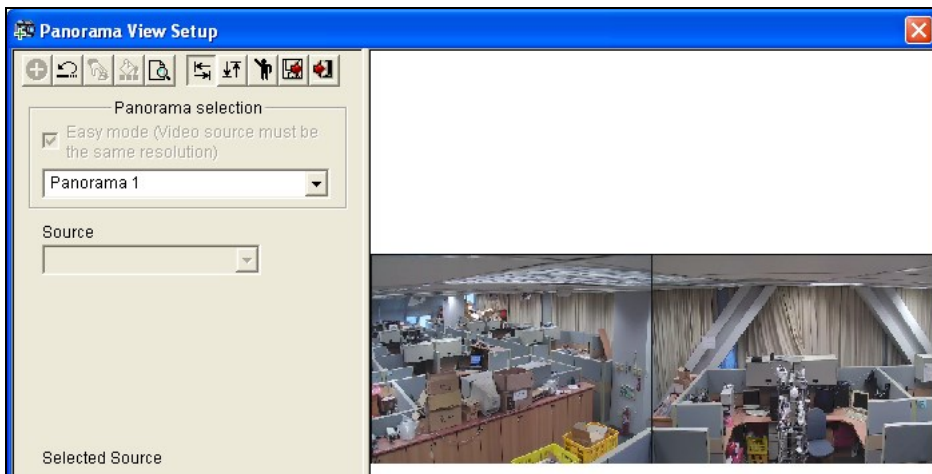 Panorama View Setup
Panorama selection
Easy mode (Video source must be
the same resolution)
Panorama 1
Source
Selected Source